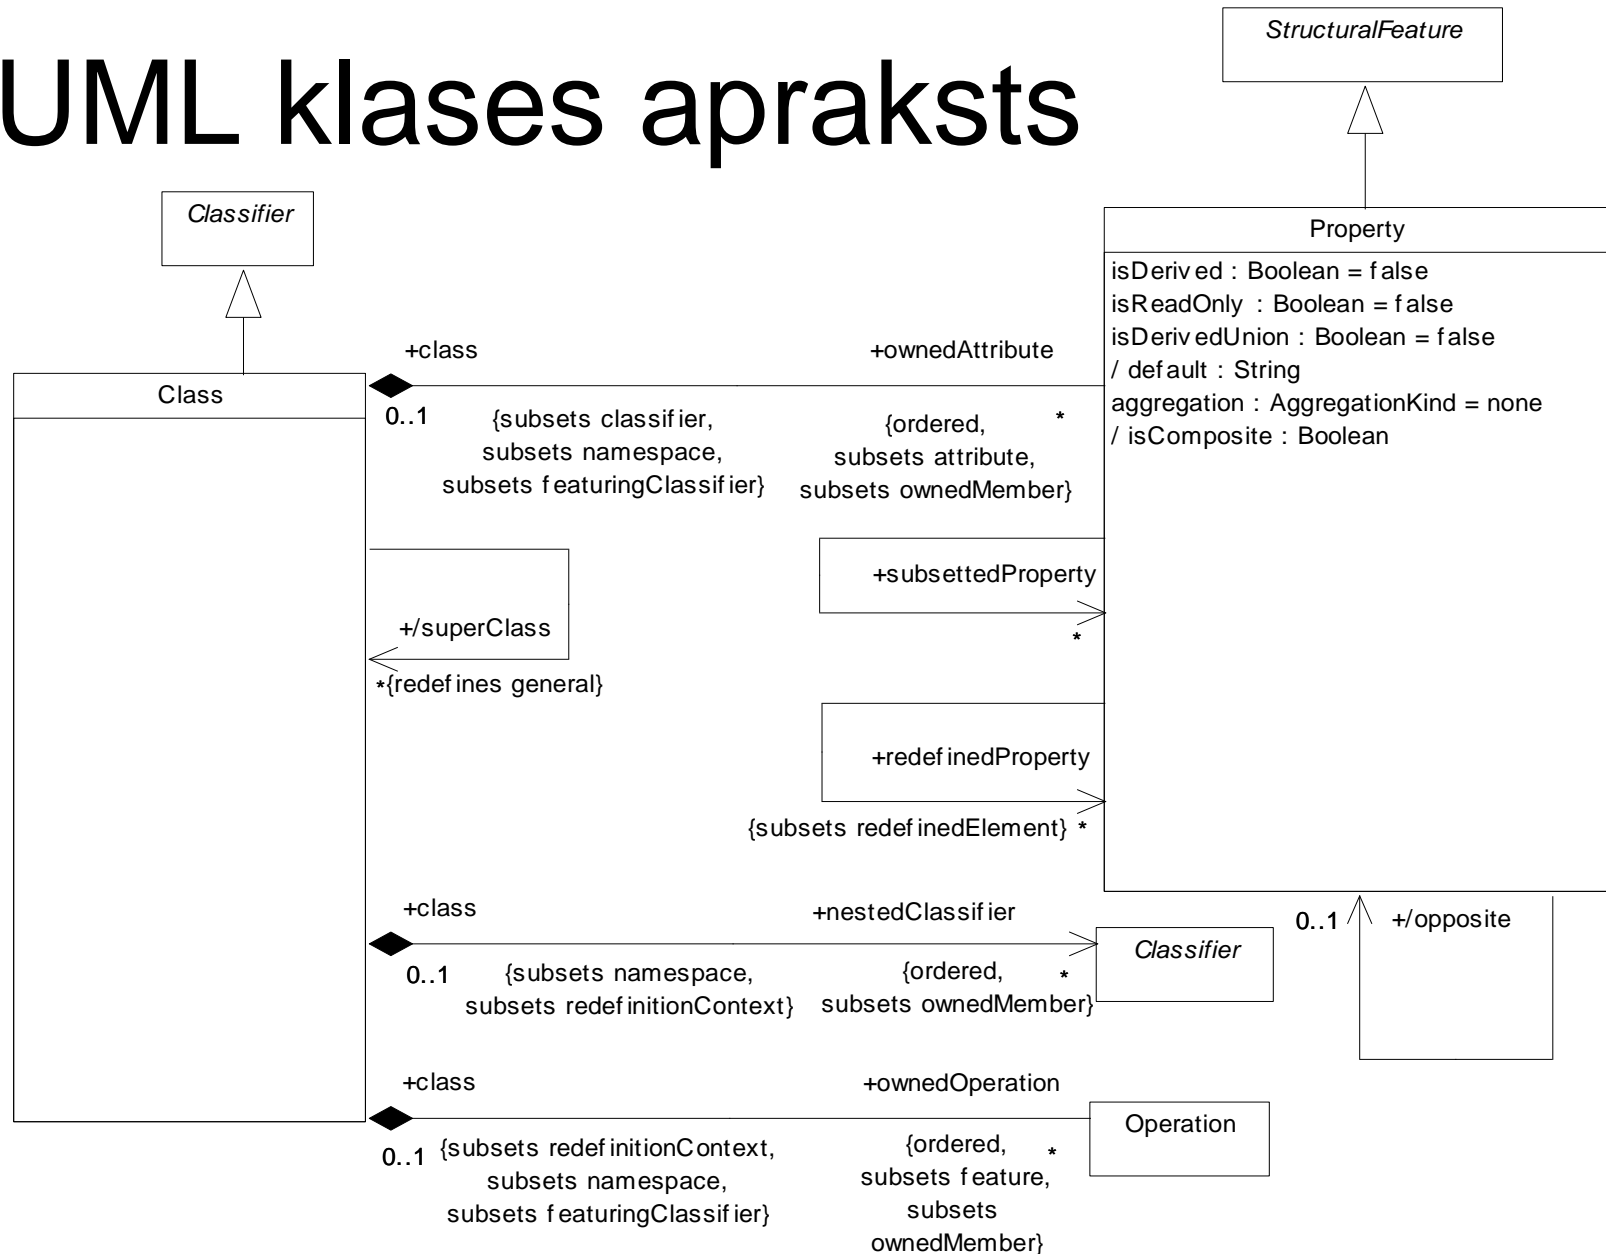 StructuralFeature
UML klases apraksts
Classifier
Property
isDerived : Boolean = false
isReadOnly : Boolean = false
isDerivedUnion : Boolean = false
/ default : String
aggregation : AggregationKind = none
/ isComposite : Boolean
Class
+class
+ownedAttribute
0..1
{subsets classifier,
subsets namespace,
subsets featuringClassifier}
{ordered,
subsets attribute,
subsets ownedMember}
*
+subsettedProperty
*
+/superClass
*{redefines general}
+redefinedProperty
{subsets redefinedElement} *
+class
+nestedClassifier
0..1
{subsets namespace,
subsets redefinitionContext}
{ordered,
subsets ownedMember}
*
Classifier
0..1
+/opposite
+class
+ownedOperation
0..1
{subsets redefinitionContext,
subsets namespace,
subsets featuringClassifier}
{ordered,
subsets feature,
subsets
ownedMember}
*
Operation